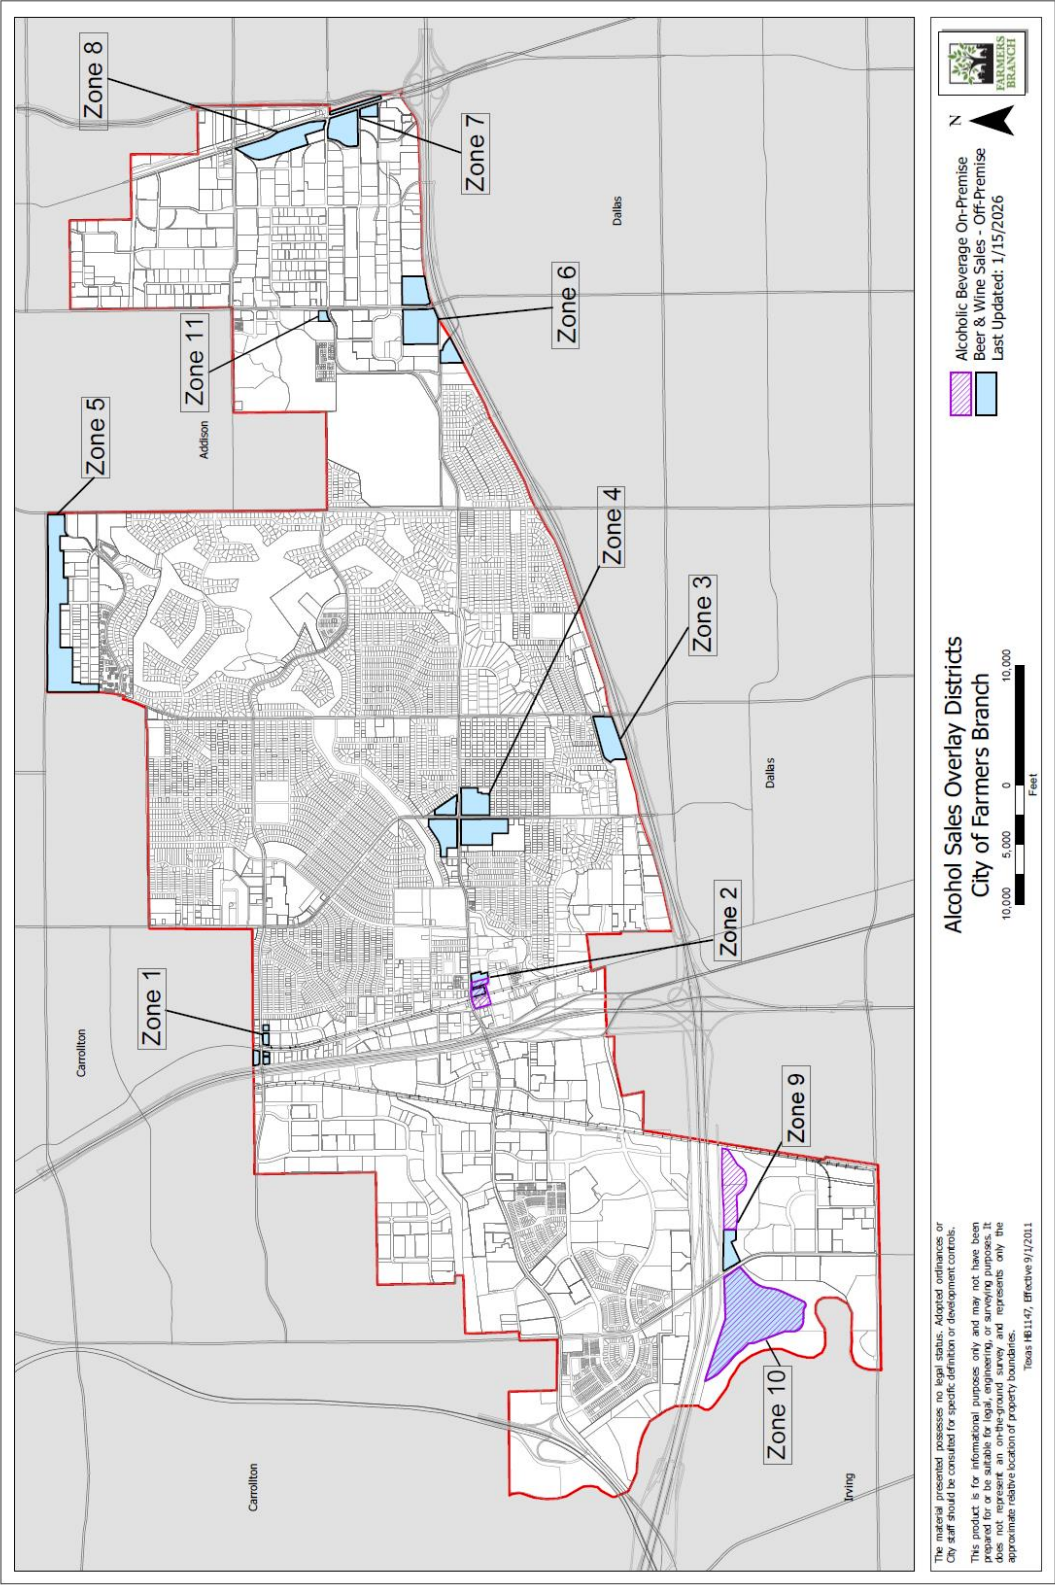 Zone 8
Zone 7
Zone 6
Zone 11
Zone 5
Zone 4
Zone 3
Zone 2
Zone 1
Zone 9
Zone 10
Addison
Dallas
Dallas
Carrollton
Carrollton
Irving
FARMERS
BRANCH
N
Alcoholic Beverage On-Premise
Beer & Wine Sales - Off-Premise
Last Updated: 1/15/2026
Alcohol Sales Overlay Districts
City of Farmers Branch
10,000 5,000 0 10,000
Feet
The material presented possesses no legal status. Adopted ordinances or
City staff should be consulted for specific definition or development controls.
This product is for informational purposes only and may not have been
prepared for or be suitable for legal, engineering, or surveying purposes. It
does not represent an on-the-ground survey and represents only the
approximate relative location of property boundaries.
Texas HB1147, Effective 9/1/2011